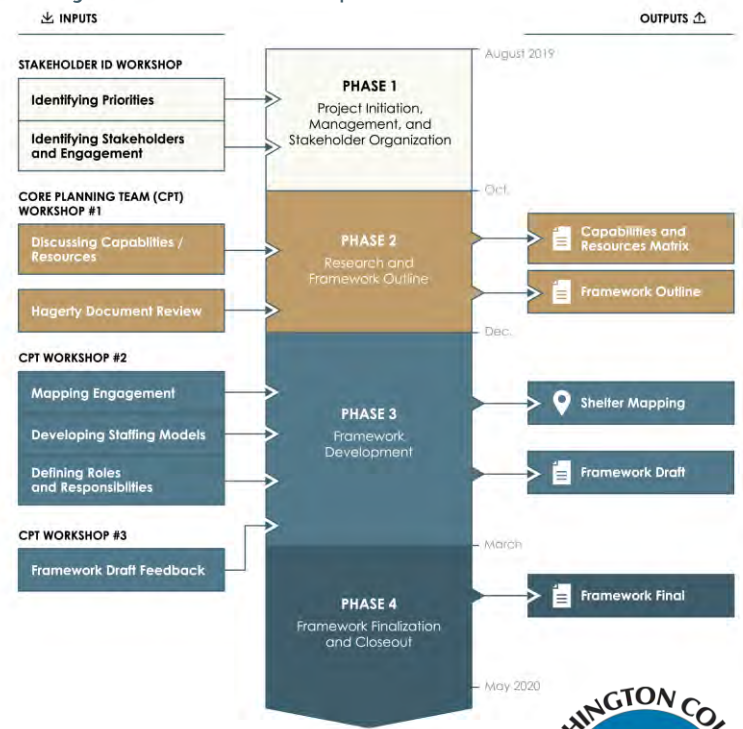 INPUTS
OUTPUTS
August 2019
STAKEHOLDER ID WORKSHOP
Identifying Priorities
Identifying Stakeholders
and Engagement
PHASE 1
Project Initiation,
Management, and
Stakeholder Organization
Oct.
CORE PLANNING TEAM (CPT)
WORKSHOP #1
Discussing Capablities /
Resources
Hagerty Document Review
PHASE 2
Research and
Framework Outline
Capabilities and
Resources Matrix
Framework Outline
Dec.
CPT WORKSHOP #2
Mapping Engagement
Developing Staffing Models
Defining Roles
and Responsiblities
CPT WORKSHOP #3
Framework Draft Feedback
PHASE 3
Framework
Development
Shelter Mapping
Framework Draft
March
PHASE 4
Framework Finalization
and Closeout
Framework Final
May 2020